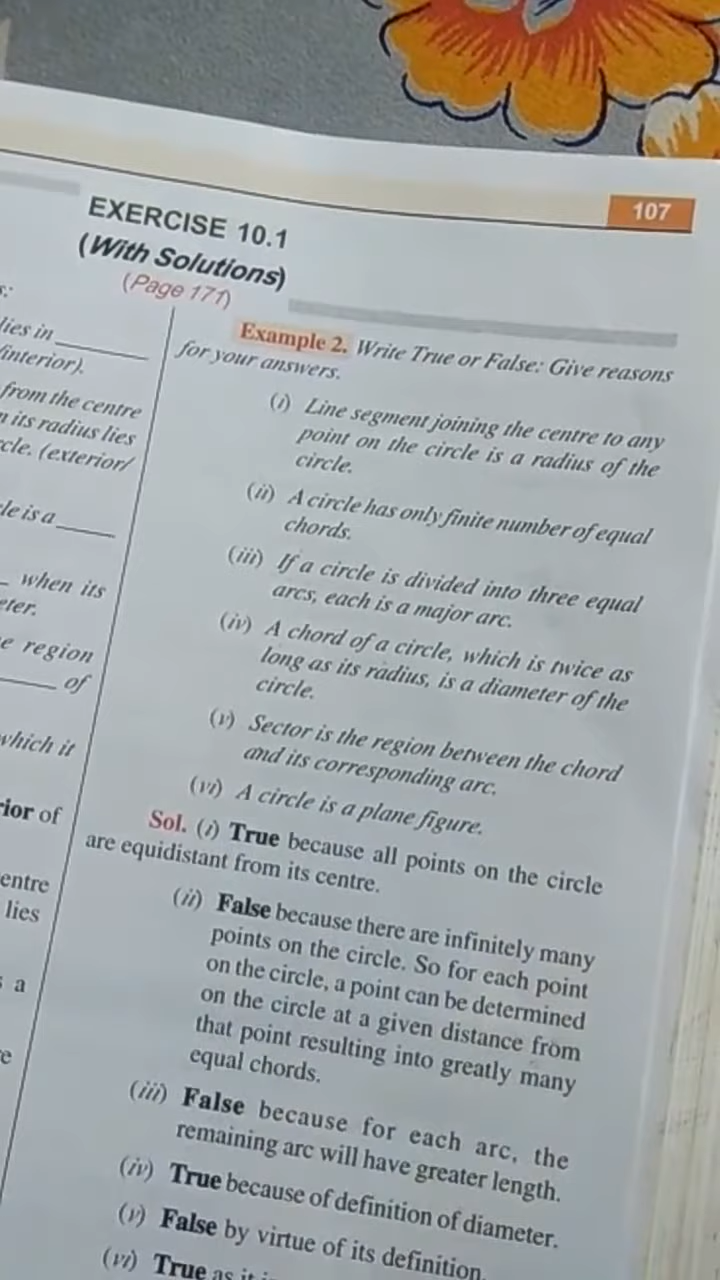 107
EXERCISE 10.1
(With Solutions)
(Page 171)
s:
lies in
/interior).
from the centre
its radius lies
cle. (exterior/
le is a
when its
eter.
e region
of
which it
rior of
entre
lies
s a
e
Example 2. Write True or False: Give reasons
for your answers.
(i) Line segment joining the centre to any
point on the circle is a radius of the
circle.
(ii) A circle has only finite number of equal
chords.
(iii) If a circle is divided into three equal
arcs, each is a major arc.
(iv) A chord of a circle, which is twice as
long as its radius, is a diameter of the
circle.
(v) Sector is the region between the chord
and its corresponding arc.
(vi) A circle is a plane figure.
Sol. (i) True because all points on the circle
are equidistant from its centre.
(ii) False because there are infinitely many
points on the circle. So for each point
on the circle, a point can be determined
on the circle at a given distance from
that point resulting into greatly many
equal chords.
(iii) False because for each arc, the
remaining arc will have greater length.
(iv) True because of definition of diameter.
(v) False by virtue of its definition.
(vi) True as it